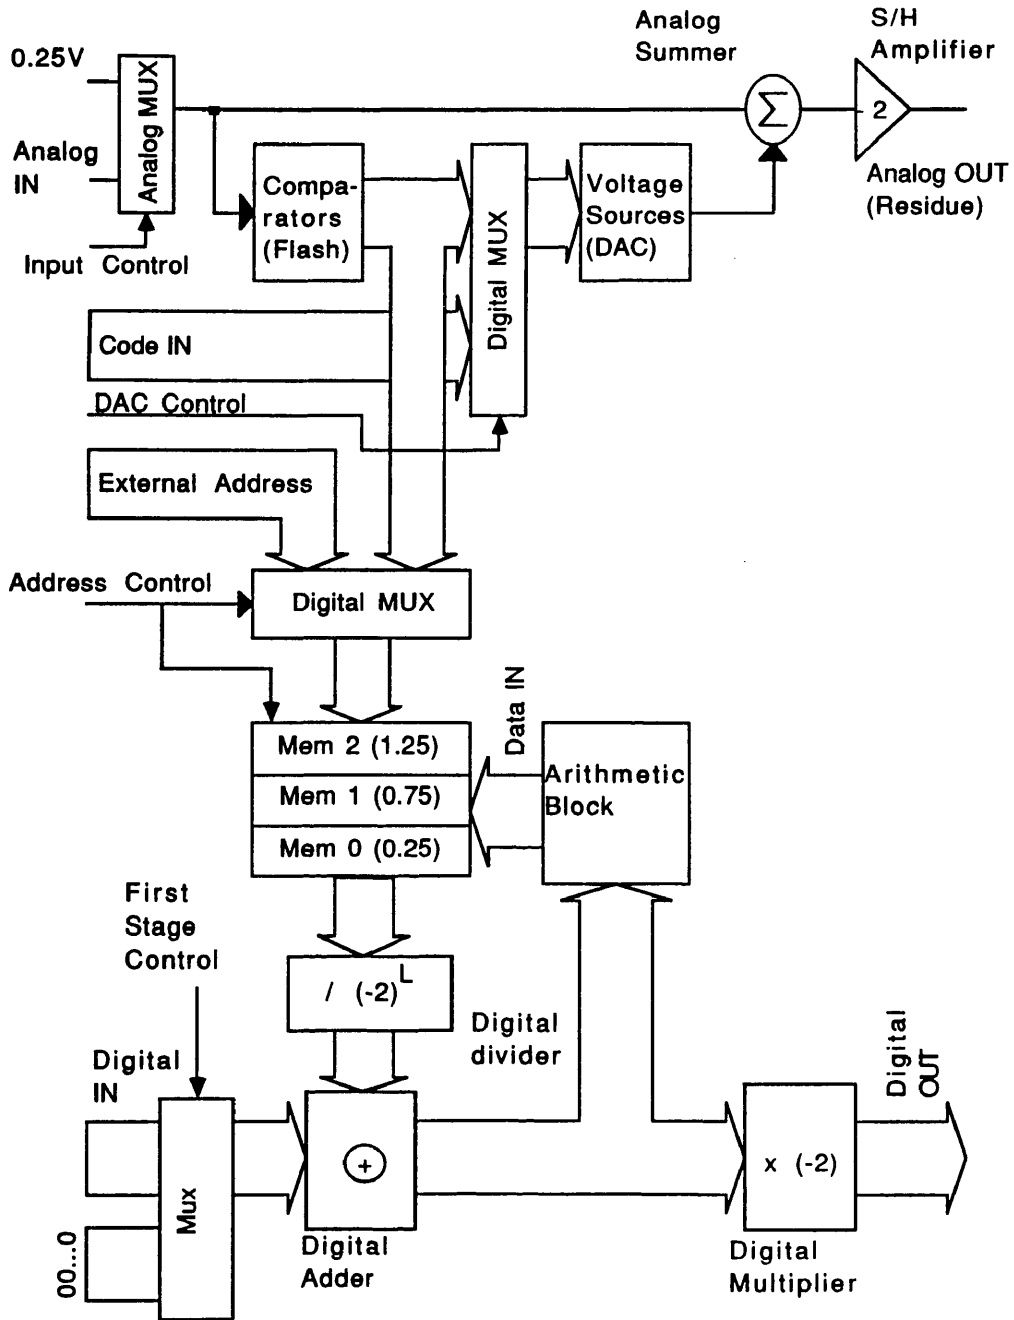 Analog
Summer
S/H
Amplifier
0.25V
Analog MUX
Σ
- 2
Analog
IN
Input Control
Compa-
rators
(Flash)
Digital MUX
Voltage
Sources
(DAC)
Analog OUT
(Residue)
Code IN
DAC Control
External Address
Address Control
Digital MUX
Mem 2 (1.25)
Mem 1 (0.75)
Mem 0 (0.25)
Data IN
Arithmetic
Block
First
Stage
Control
/ (-2)^L
Digital
divider
Digital
IN
Mux
00...0
+
Digital
Adder
x (-2)
Digital
Multiplier
Digital
OUT